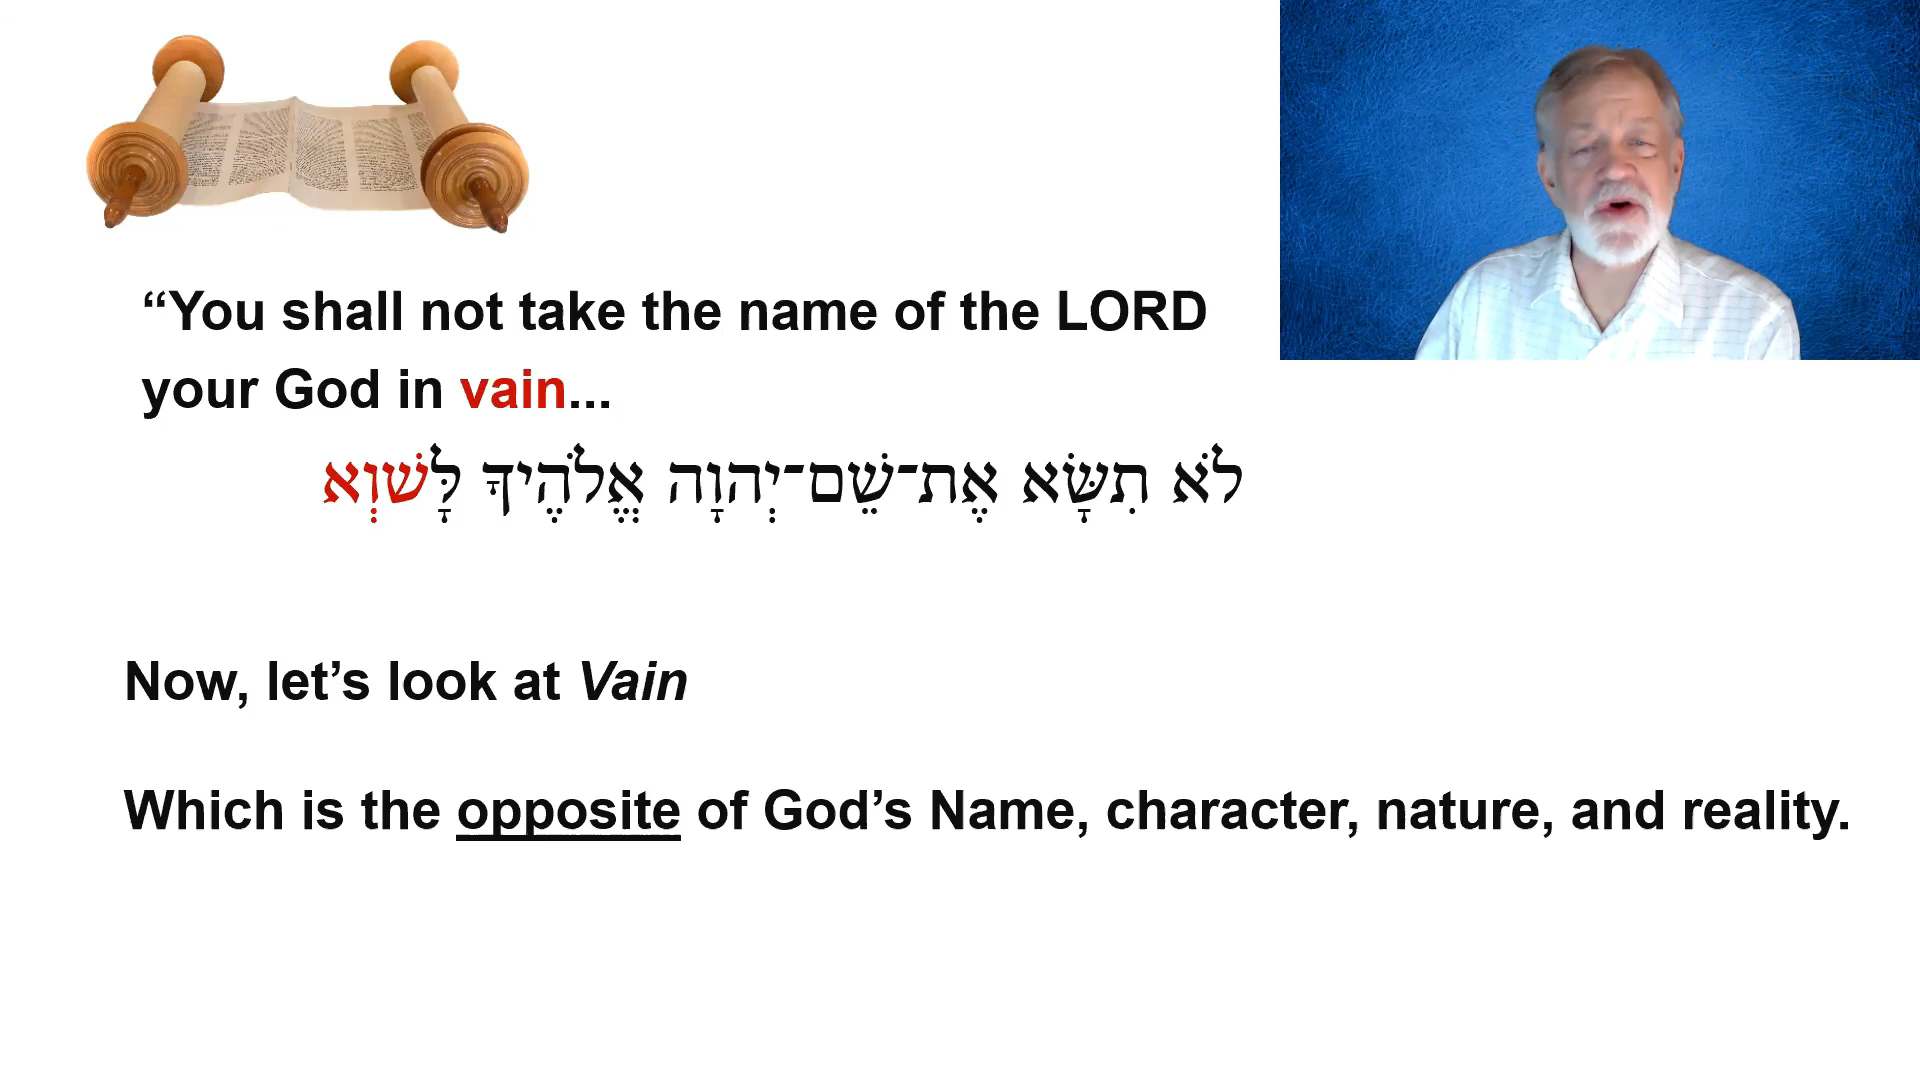 “You shall not take the name of the LORD
your God in vain...
לֹא תִשָּׂא אֶת־שֵׁם־יְהוָה אֱלֹהֶיךָ לַָּשׁוְא
Now, let’s look at Vain
Which is the opposite of God’s Name, character, nature, and reality.